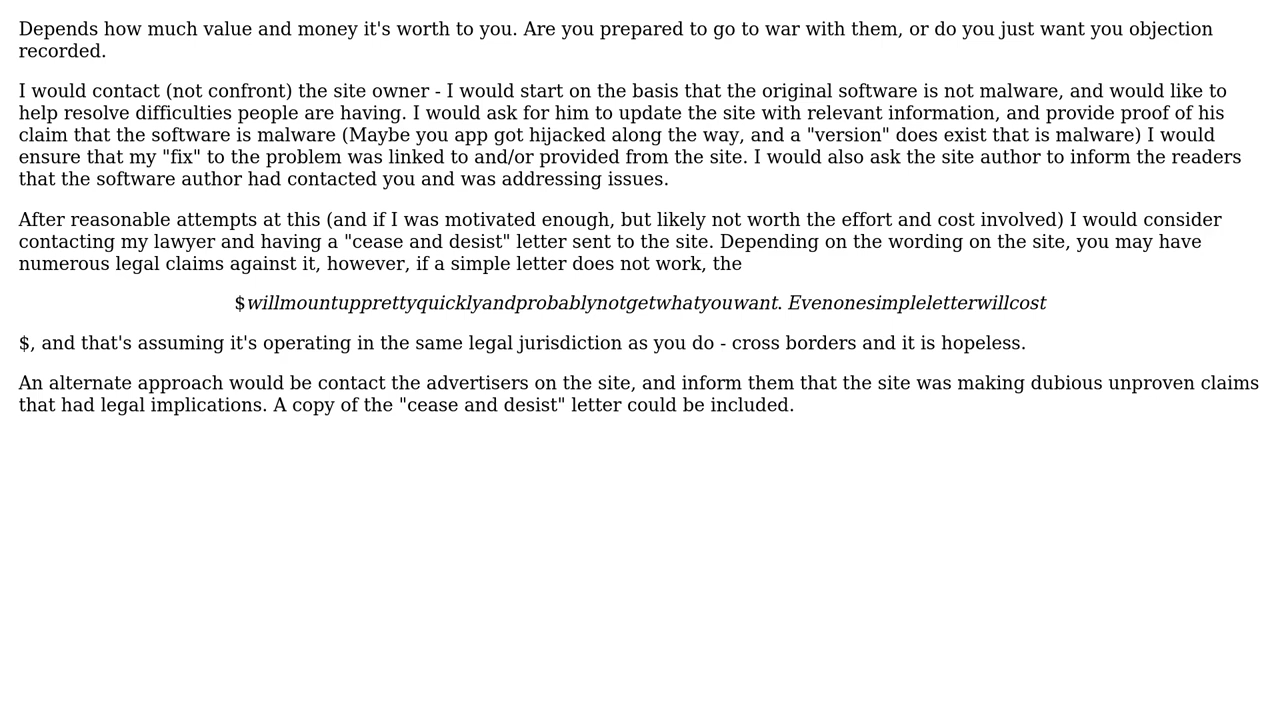 Depends how much value and money it's worth to you. Are you prepared to go to war with them, or do you just want you objection
recorded.
I would contact (not confront) the site owner - I would start on the basis that the original software is not malware, and would like to
help resolve difficulties people are having. I would ask for him to update the site with relevant information, and provide proof of his
claim that the software is malware (Maybe you app got hijacked along the way, and a "version" does exist that is malware) I would
ensure that my "fix" to the problem was linked to and/or provided from the site. I would also ask the site author to inform the readers
that the software author had contacted you and was addressing issues.
After reasonable attempts at this (and if I was motivated enough, but likely not worth the effort and cost involved) I would consider
contacting my lawyer and having a "cease and desist" letter sent to the site. Depending on the wording on the site, you may have
numerous legal claims against it, however, if a simple letter does not work, the
$willmountupprettyquicklyandprobablynotgetwhatyouwant. Evenonesimpleletterwillcost
$, and that's assuming it's operating in the same legal jurisdiction as you do - cross borders and it is hopeless.
An alternate approach would be contact the advertisers on the site, and inform them that the site was making dubious unproven claims
that had legal implications. A copy of the "cease and desist" letter could be included.